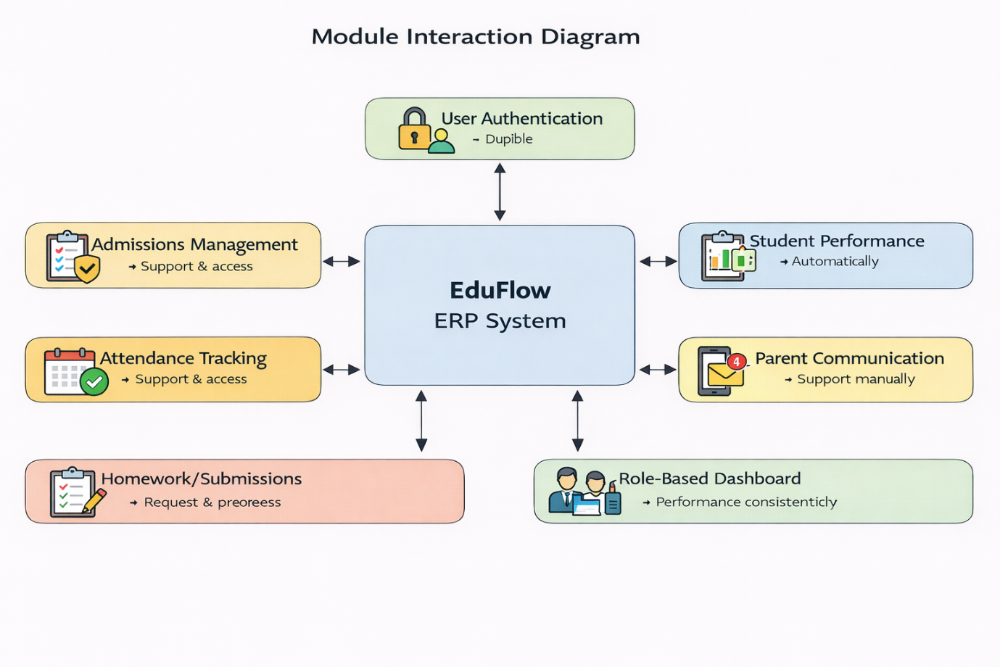 Module Interaction Diagram
User Authentication
→ Dupible
Admissions Management
→ Support & access
Student Performance
→ Automatically
EduFlow
ERP System
Attendance Tracking
→ Support & access
4
Parent Communication
→ Support manually
Homework/Submissions
→ Request & preoreess
Role-Based Dashboard
→ Performance consistenticly